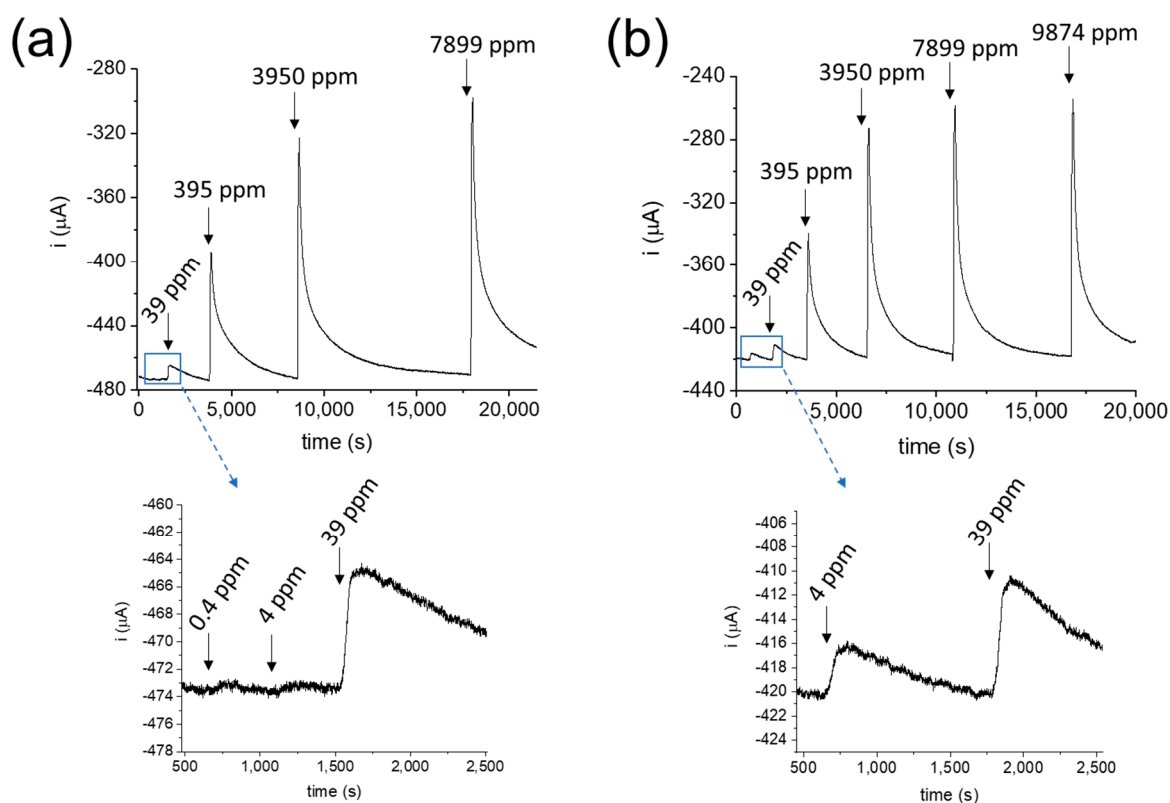 (a)
7899 ppm
3950 ppm
395 ppm
39 ppm
-280
-320
-360
-400
-440
-480
i (μA)
0
5,000
10,000
15,000
20,000
time (s)
(b)
9874 ppm
7899 ppm
3950 ppm
395 ppm
39 ppm
-240
-280
-320
-360
-400
-440
i (μA)
0
5,000
10,000
15,000
20,000
time (s)
-460
-462
-464
-466
-468
-470
-472
-474
-476
-478
i (μA)
0.4 ppm
4 ppm
39 ppm
500
1,000
1,500
2,000
2,500
time (s)
-406
-408
-410
-412
-414
-416
-418
-420
-422
-424
i (μA)
4 ppm
39 ppm
500
1,000
1,500
2,000
2,500
time (s)